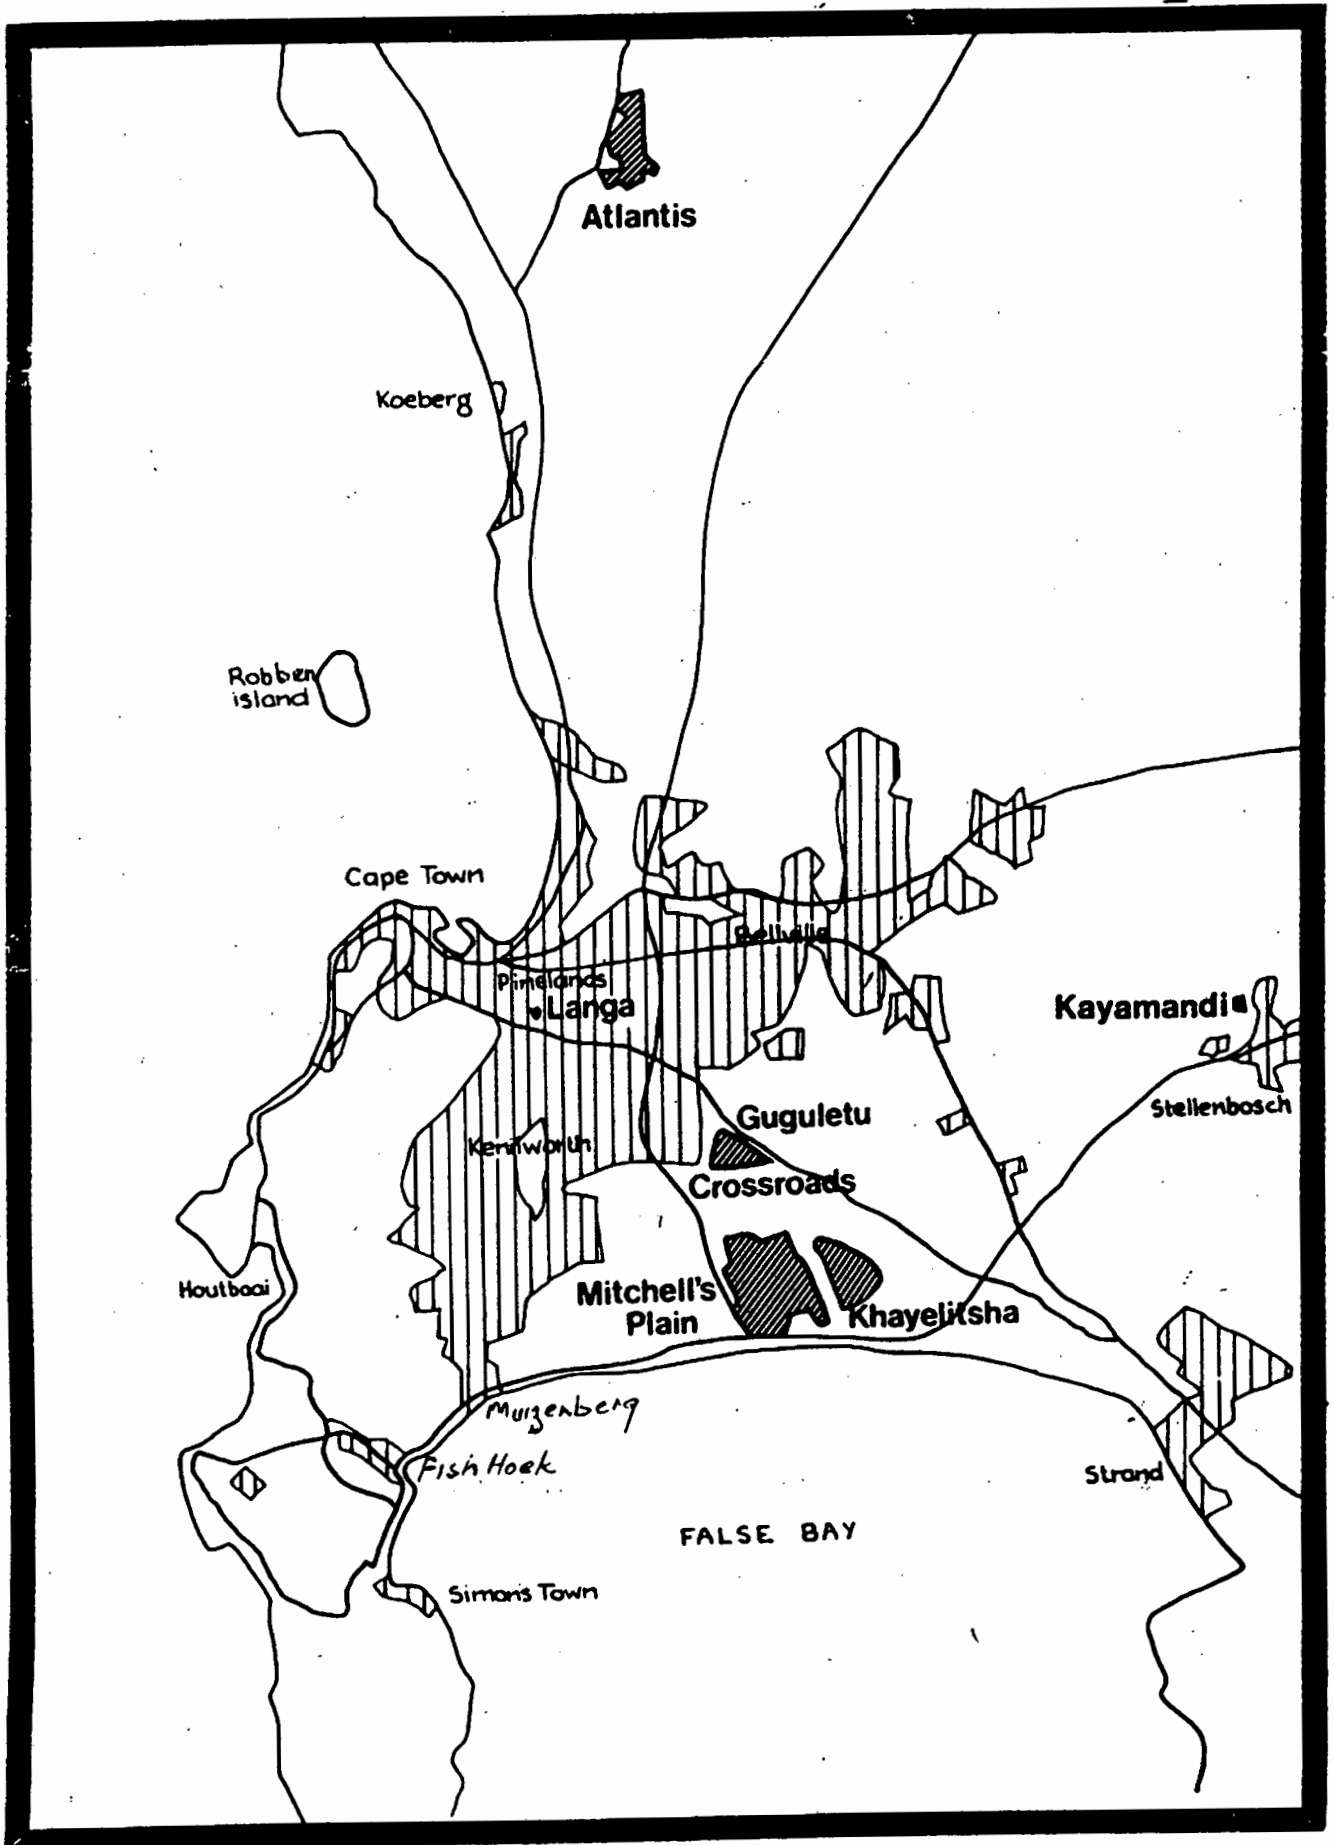 Atlantis
Koeberg
Robben
island
Cape Town
Bellville
Pinelands
Langa
Kayamandi
Stellenbosch
Guguletu
Kenilworth
Crossroads
Houtbaai
Mitchell's
Plain
Khayelitsha
Muizenberg
Fish Hoek
Strand
FALSE BAY
Simons Town